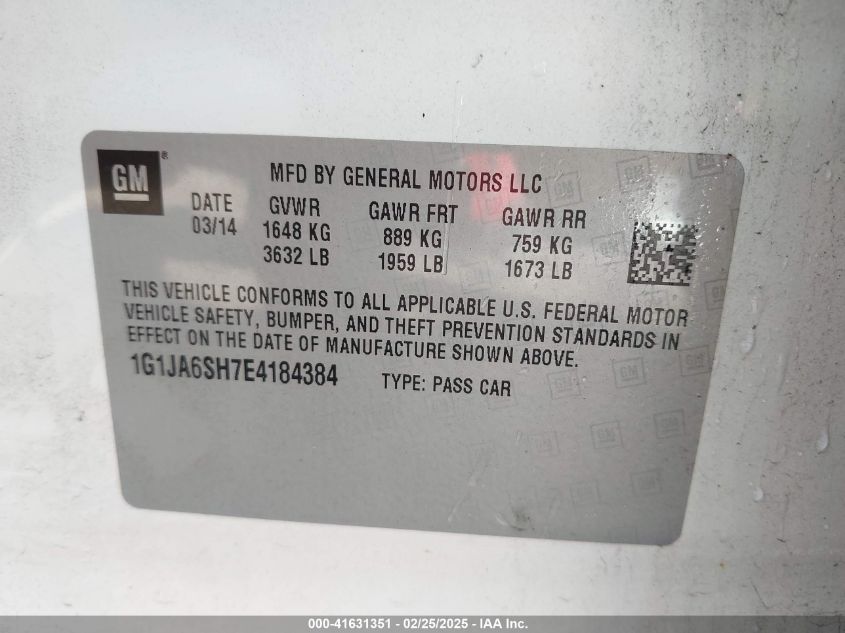 GM®
MFD BY GENERAL MOTORS LLC
DATE GVWR GAWR FRT GAWR RR
03/14 1648 KG 889 KG 759 KG
3632 LB 1959 LB 1673 LB
THIS VEHICLE CONFORMS TO ALL APPLICABLE U.S. FEDERAL MOTOR
VEHICLE SAFETY, BUMPER, AND THEFT PREVENTION STANDARDS IN
EFFECT ON THE DATE OF MANUFACTURE SHOWN ABOVE.
1G1JA6SH7E4184384 TYPE: PASS CAR
000-41631351 - 02/25/2025 - IAA Inc.